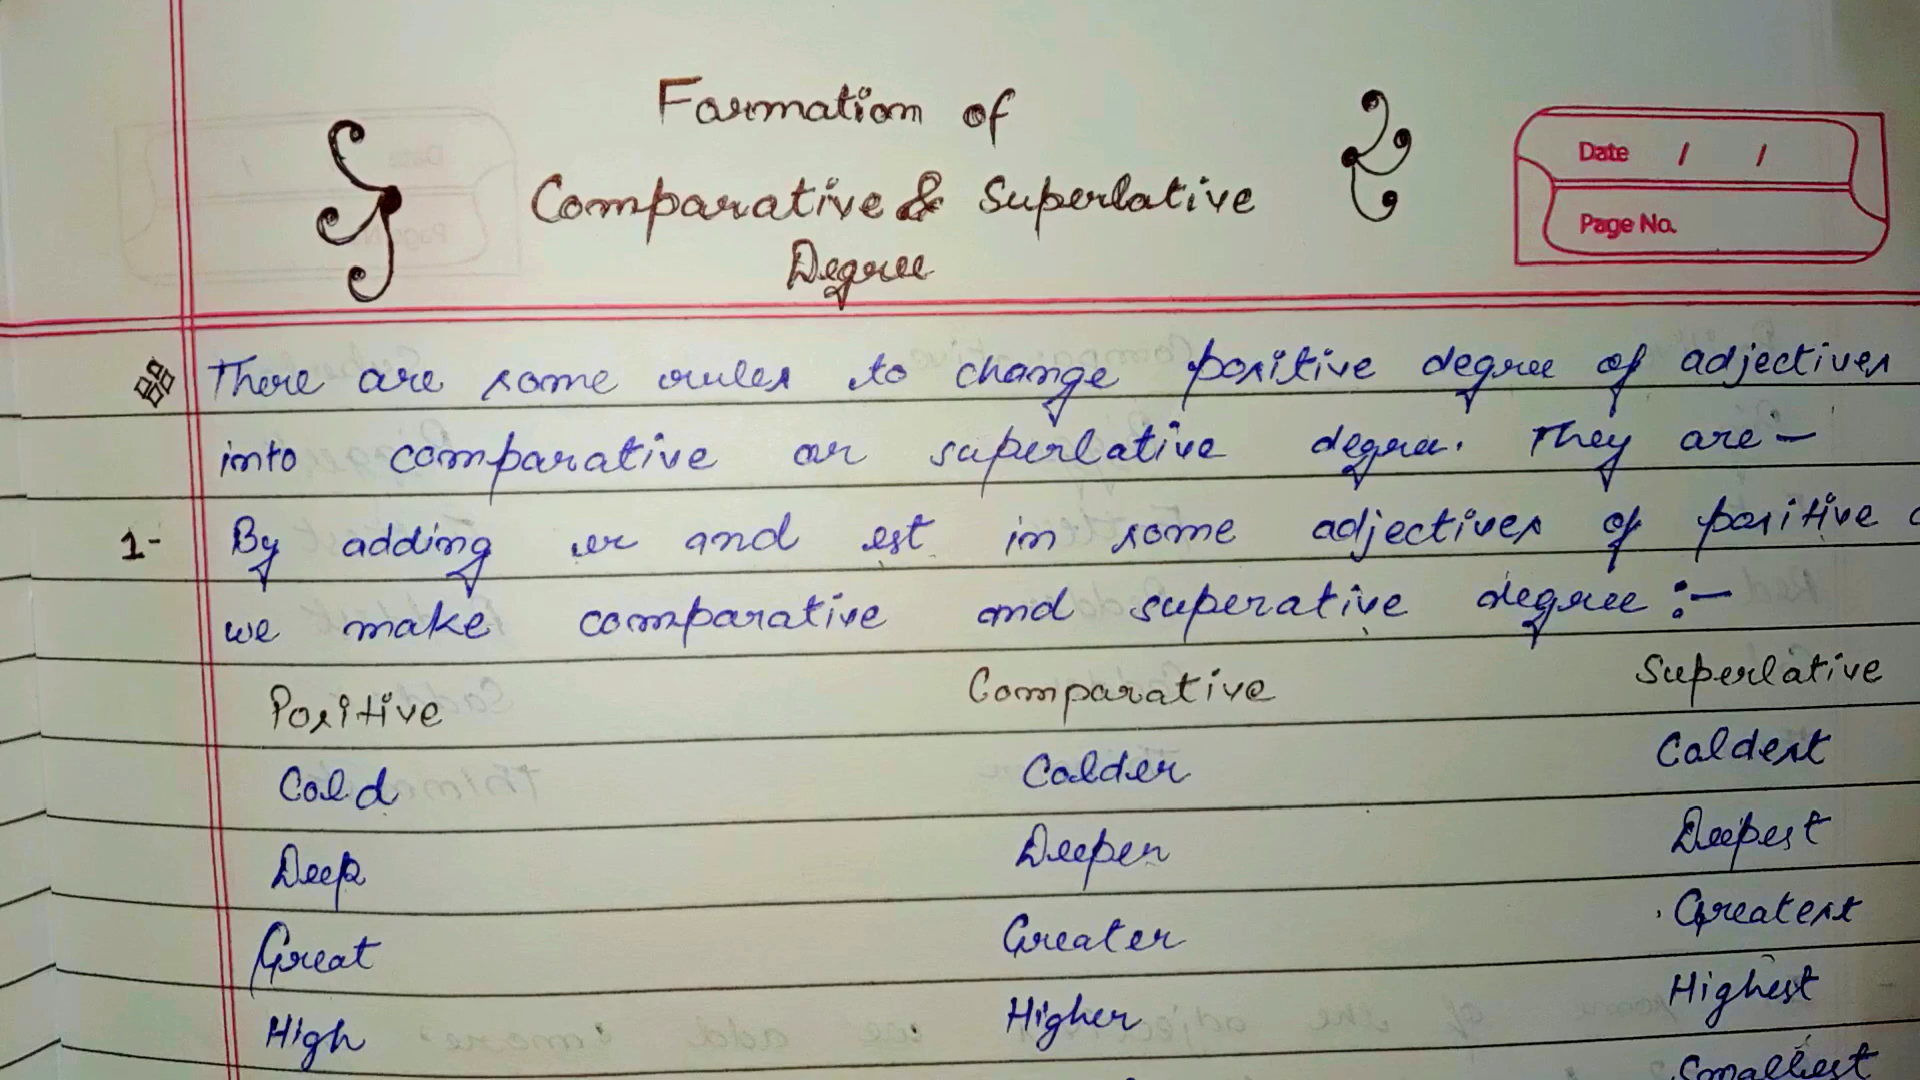 Formation of
Comparative & Superlative
Degree
Date / /
Page No.
There are some rules to change positive degree of adjectives
into comparative or superlative degree. They are -
1- By adding er and est in some adjectives of positive
we make comparative and superative degree :-
Positive Comparative Superlative
Cold Colder Coldest
Deep Deeper Deepest
Great Greater Greatest
High Higher Highest
Smallest